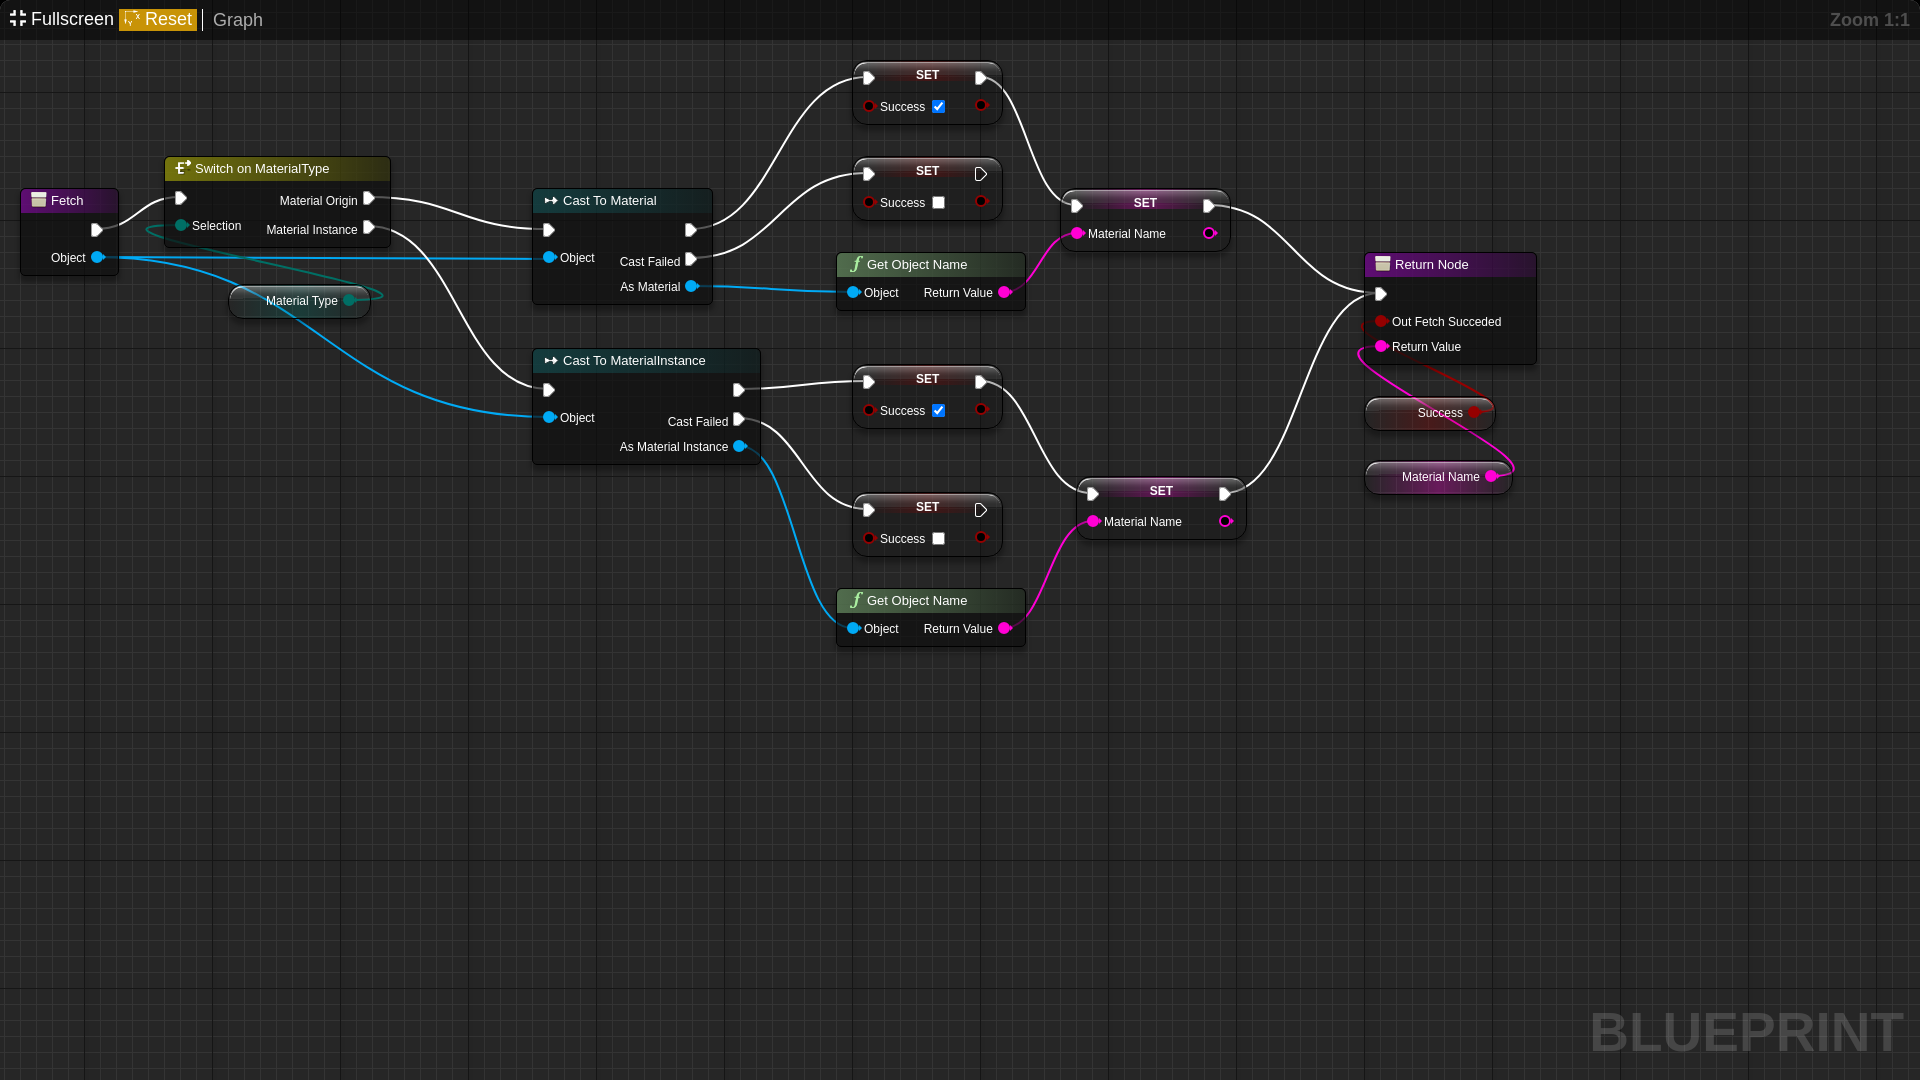 Fullscreen Reset Graph
Zoom 1:1
Fetch
Object
Switch on MaterialType
Material Origin
Selection
Material Instance
Material Type
Cast To Material
Object
Cast Failed
As Material
Cast To MaterialInstance
Object
Cast Failed
As Material Instance
SET
Success
SET
Success
Get Object Name
Object Return Value
SET
Success
SET
Success
Get Object Name
Object Return Value
SET
Material Name
SET
Material Name
Return Node
Out Fetch Succeded
Return Value
Success
Material Name
BLUEPRINT